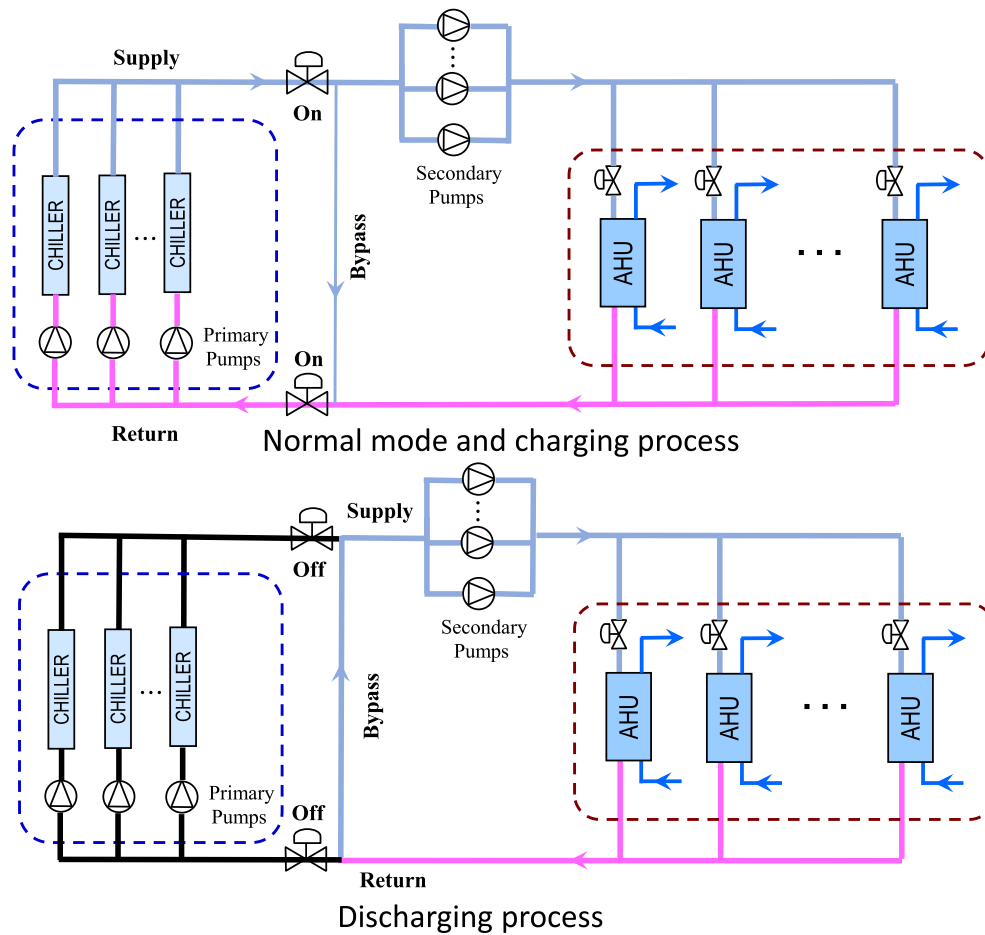 Supply
On
Secondary
Pumps
CHILLER
CHILLER
...
CHILLER
Bypass
AHU
AHU
...
AHU
Primary
Pumps
On
Return
Normal mode and charging process
Supply
Off
Secondary
Pumps
CHILLER
CHILLER
...
CHILLER
Bypass
AHU
AHU
...
AHU
Primary
Pumps
Off
Return
Discharging process